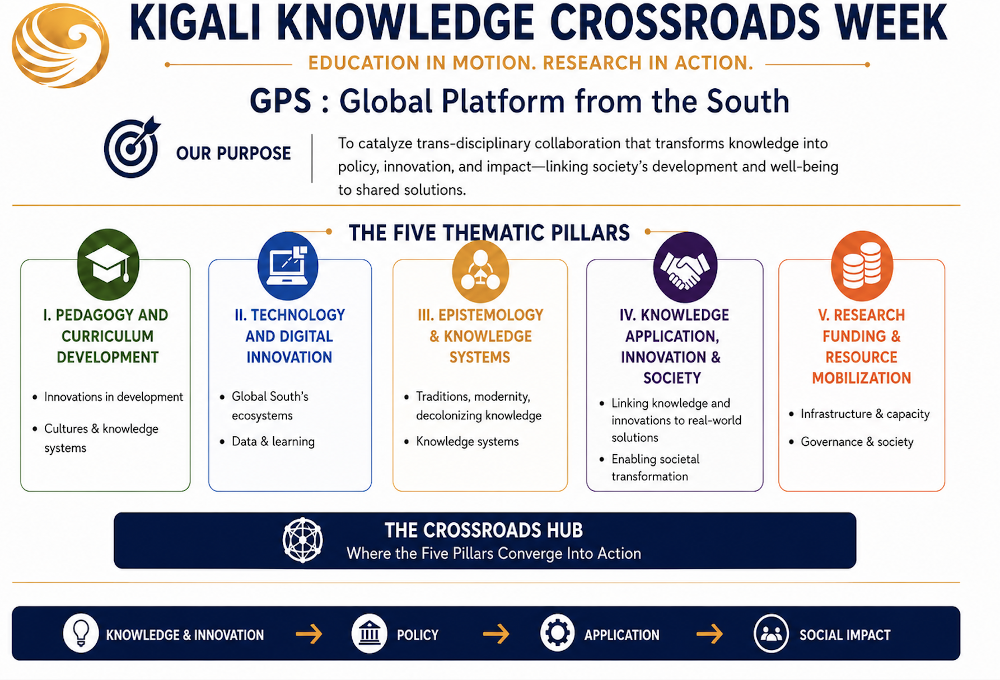 KIGALI KNOWLEDGE CROSSROADS WEEK
EDUCATION IN MOTION. RESEARCH IN ACTION.
GPS : Global Platform from the South
OUR PURPOSE
To catalyze trans-disciplinary collaboration that transforms knowledge into
policy, innovation, and impact—linking society's development and well-being
to shared solutions.
THE FIVE THEMATIC PILLARS
I. PEDAGOGY AND
CURRICULUM
DEVELOPMENT
• Innovations in development
• Cultures & knowledge
systems
II. TECHNOLOGY
AND DIGITAL
INNOVATION
• Global South's
ecosystems
• Data & learning
III. EPISTEMOLOGY
& KNOWLEDGE
SYSTEMS
• Traditions, modernity,
decolonizing knowledge
• Knowledge systems
IV. KNOWLEDGE
APPLICATION,
INNOVATION &
SOCIETY
• Linking knowledge and
innovations to real-world
solutions
• Enabling societal
transformation
V. RESEARCH
FUNDING &
RESOURCE
MOBILIZATION
• Infrastructure & capacity
• Governance & society
THE CROSSROADS HUB
Where the Five Pillars Converge Into Action
KNOWLEDGE & INNOVATION → POLICY → APPLICATION → SOCIAL IMPACT